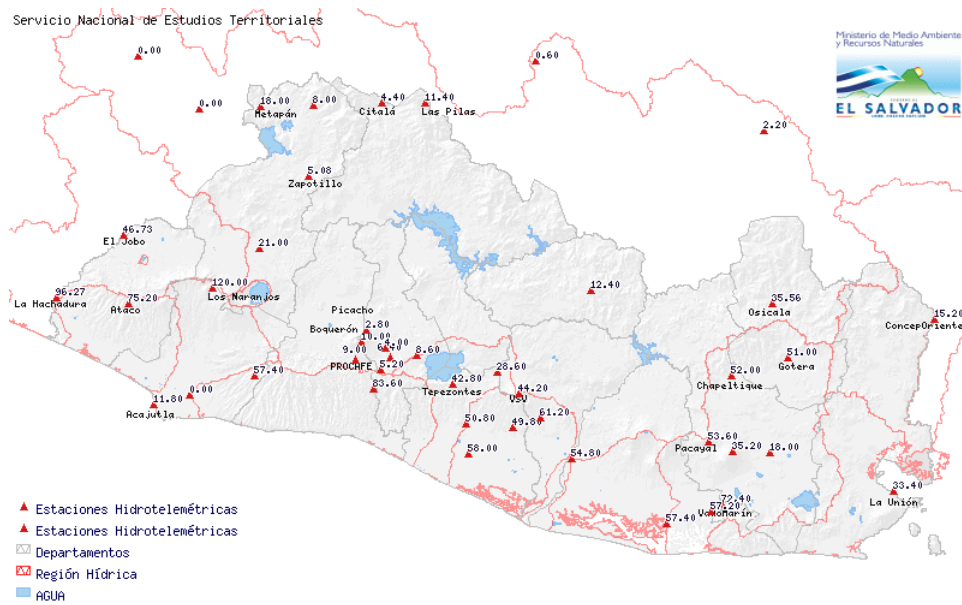 Servicio Nacional de Estudios Territoriales
Ministerio de Medio Ambiente
y Recursos Naturales
EL SALVADOR
0.00
0.60
0.00
18.00
Metapán
8.00
4.40
Citalá
11.40
Las Pilas
2.20
5.08
Zapotillo
46.73
El Jobo
21.00
120.00
Los Naranjos
96.27
La Hachadura
75.20
Ataco
12.40
35.56
Osicala
15.20
ConcepOriente
Picacho
2.80
Boquerón
10.00
4.00
6.40
9.00
8.60
PROCAFE
5.20
83.60
57.40
0.00
11.80
Acajutla
42.80
Tepezontes
28.60
44.20
VSV
51.00
Gotera
52.00
Chapeltique
50.80
49.80
61.20
58.00
54.80
53.60
Pacayal
35.20
18.00
33.40
La Unión
72.40
57.20
57.40
Estaciones Hidrotelemétricas
Estaciones Hidrotelemétricas
Departamentos
Región Hídrica
AGUA